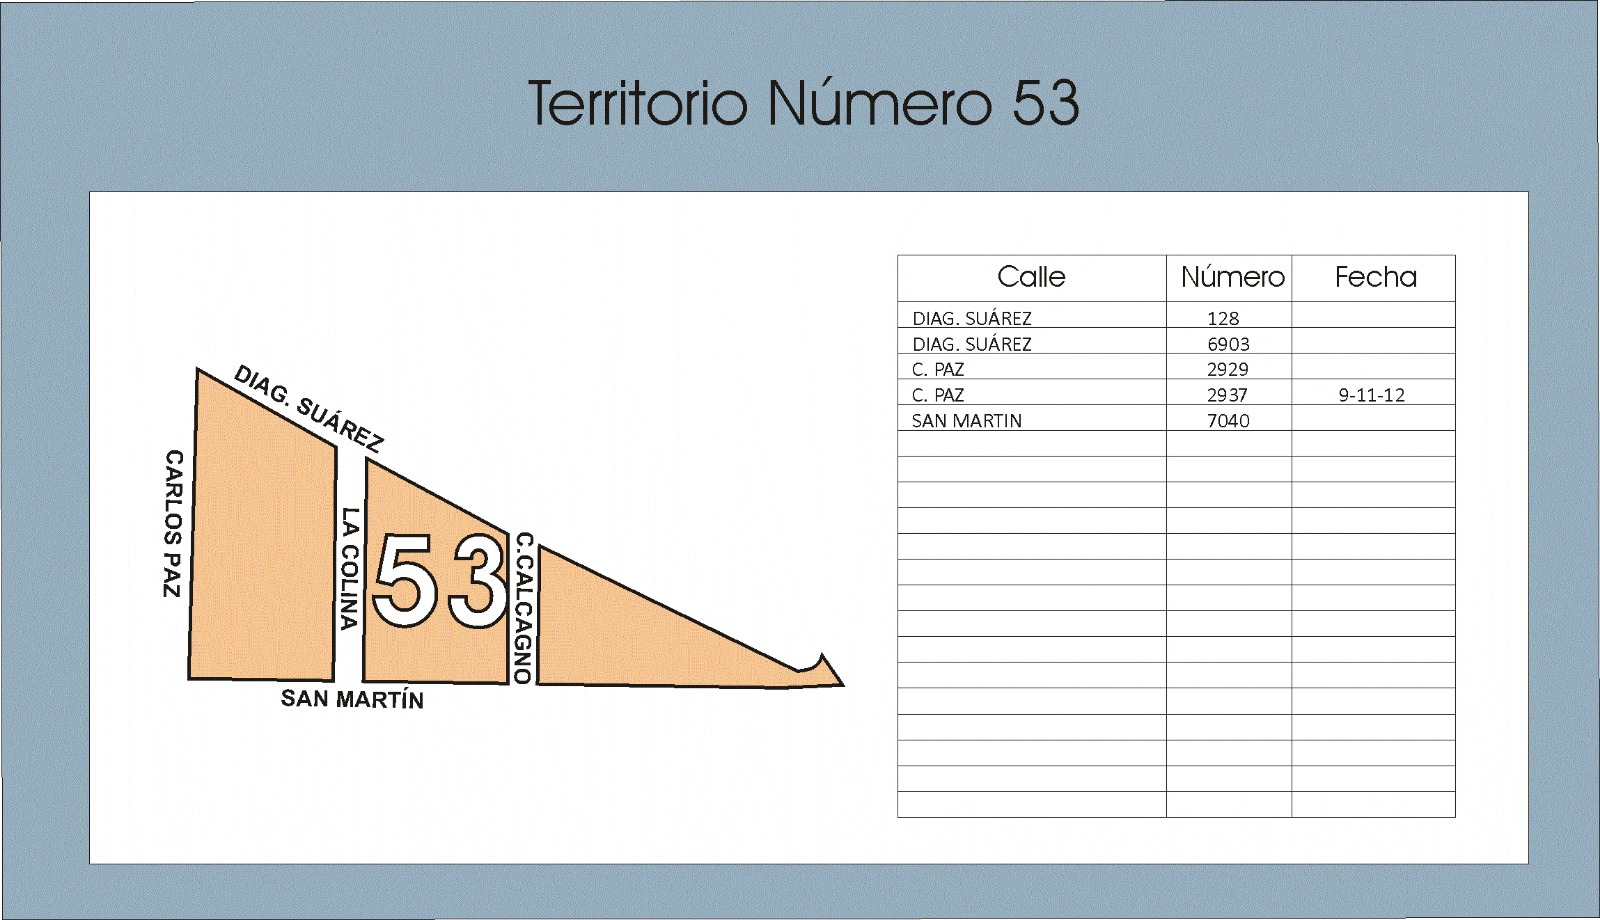 Territorio Número 53
DIAG. SUÁREZ
CARLOS PAZ
LA COLINA
53
C.CALCAGNO
SAN MARTÍN
Calle Número Fecha
DIAG. SUÁREZ 128
DIAG. SUÁREZ 6903
C. PAZ 2929
C. PAZ 2937 9-11-12
SAN MARTIN 7040